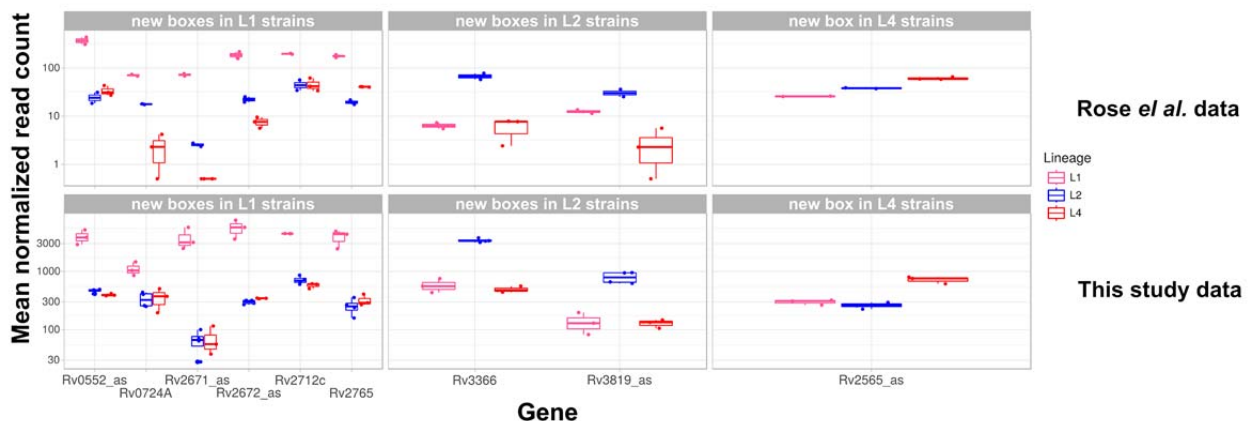 new boxes in L1 strains
new boxes in L2 strains
new box in L4 strains
Mean normalized read count
100
10
1
Rose el al. data
Lineage
L1
L2
L4
new boxes in L1 strains
new boxes in L2 strains
new box in L4 strains
3000
1000
300
100
30
This study data
Rv0552_as
Rv0724A
Rv2671_as
Rv2672_as
Rv2712c
Rv2765
Rv3366
Rv3819_as
Rv2565_as
Gene